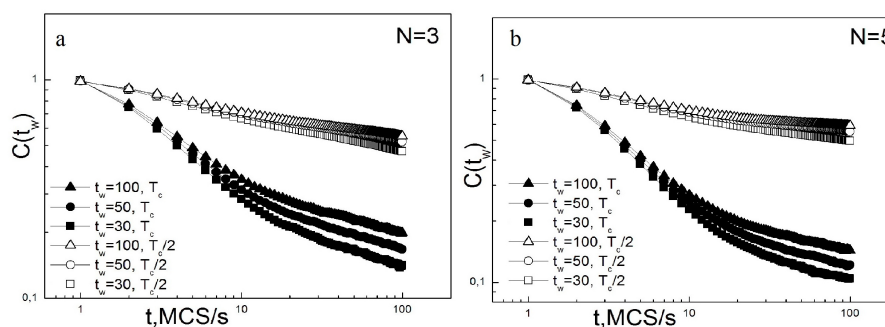 a
N=3
1
C(t_w)
t_w=100, T_c
t_w=50, T_c
t_w=30, T_c
t_w=100, T_c/2
t_w=50, T_c/2
t_w=30, T_c/2
0,1
1
10
100
t,MCS/s
b
N=5
1
C(t_w)
t_w=100, T_c
t_w=50, T_c
t_w=30, T_c
t_w=100, T_c/2
t_w=50, T_c/2
t_w=30, T_c/2
0,1
1
10
100
t,MCS/s